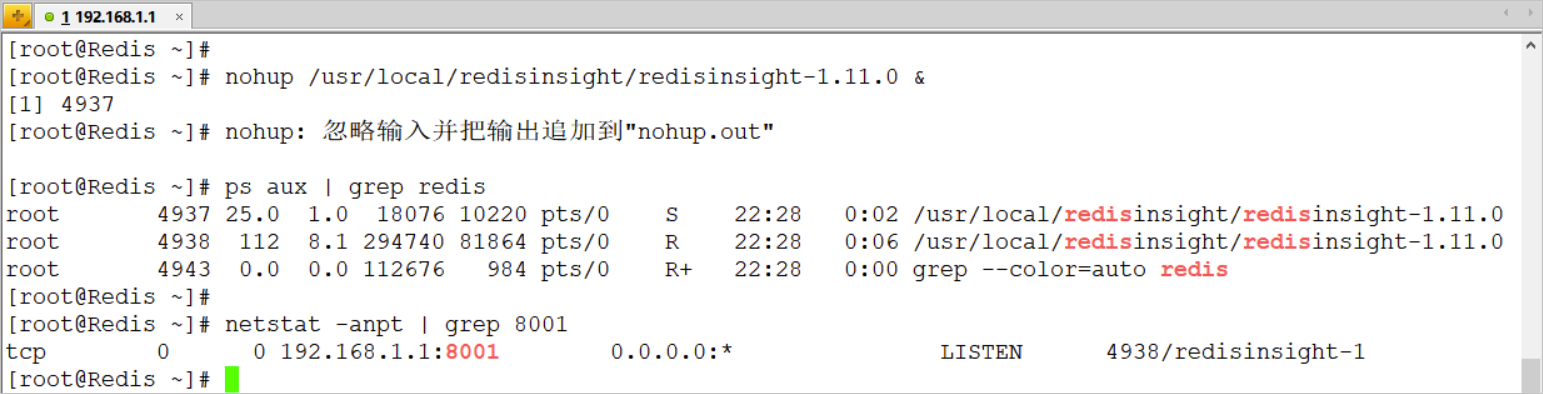 1 192.168.1.1 ×
[root@Redis ~]#
[root@Redis ~]# nohup /usr/local/redisinsight/redisinsight-1.11.0 &
[1] 4937
[root@Redis ~]# nohup: 忽略输入并把输出追加到"nohup.out"
[root@Redis ~]# ps aux | grep redis
root 4937 25.0 1.0 18076 10220 pts/0 S 22:28 0:02 /usr/local/redisinsight/redisinsight-1.11.0
root 4938 112 8.1 294740 81864 pts/0 R 22:28 0:06 /usr/local/redisinsight/redisinsight-1.11.0
root 4943 0.0 0.0 112676 984 pts/0 R+ 22:28 0:00 grep --color=auto redis
[root@Redis ~]#
[root@Redis ~]# netstat -anpt | grep 8001
tcp 0 0 192.168.1.1:8001 0.0.0.0:* LISTEN 4938/redisinsight-1
[root@Redis ~]#